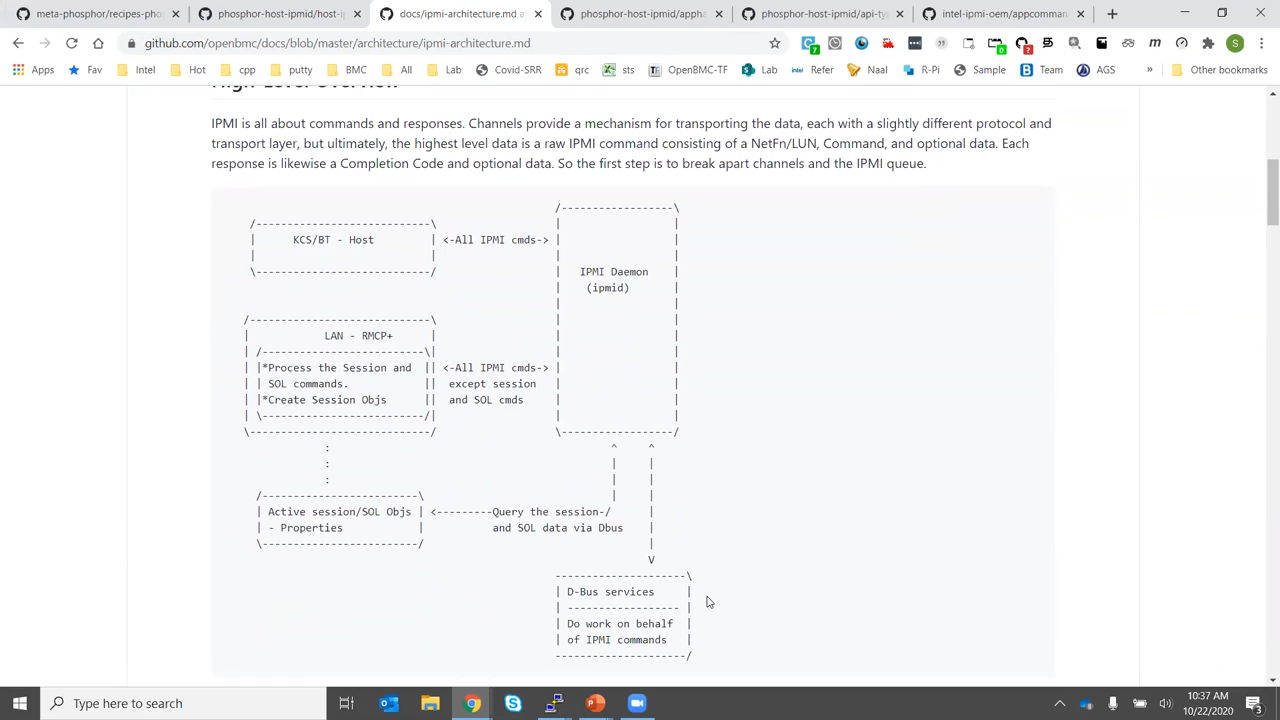 meta-phosphor/recipes-phos
phosphor-host-ipmid/host-i
docs/ipmi-architecture.md a
phosphor-host-ipmid/appha
phosphor-host-ipmid/api-typ
intel-ipmi-oem/appcomman
github.com/openbmc/docs/blob/master/architecture/ipmi-architecture.md
Apps Fav Intel Hot cpp putty BMC All Lab Covid-SRR qrc sts OpenBMC-TF Lab Refer Naal R-Pi Sample Team AGS » Other bookmarks
High-Level Overview
IPMI is all about commands and responses. Channels provide a mechanism for transporting the data, each with a slightly different protocol and
transport layer, but ultimately, the highest level data is a raw IPMI command consisting of a NetFn/LUN, Command, and optional data. Each
response is likewise a Completion Code and optional data. So the first step is to break apart channels and the IPMI queue.
KCS/BT - Host <-All IPMI cmds->
IPMI Daemon
(ipmid)
LAN - RMCP+
*Process the Session and <-All IPMI cmds->
SOL commands. except session
*Create Session Objs and SOL cmds
Active session/SOL Objs <---------Query the session-/
- Properties and SOL data via Dbus
V
D-Bus services
Do work on behalf
of IPMI commands
Type here to search
10:37 AM
10/22/2020